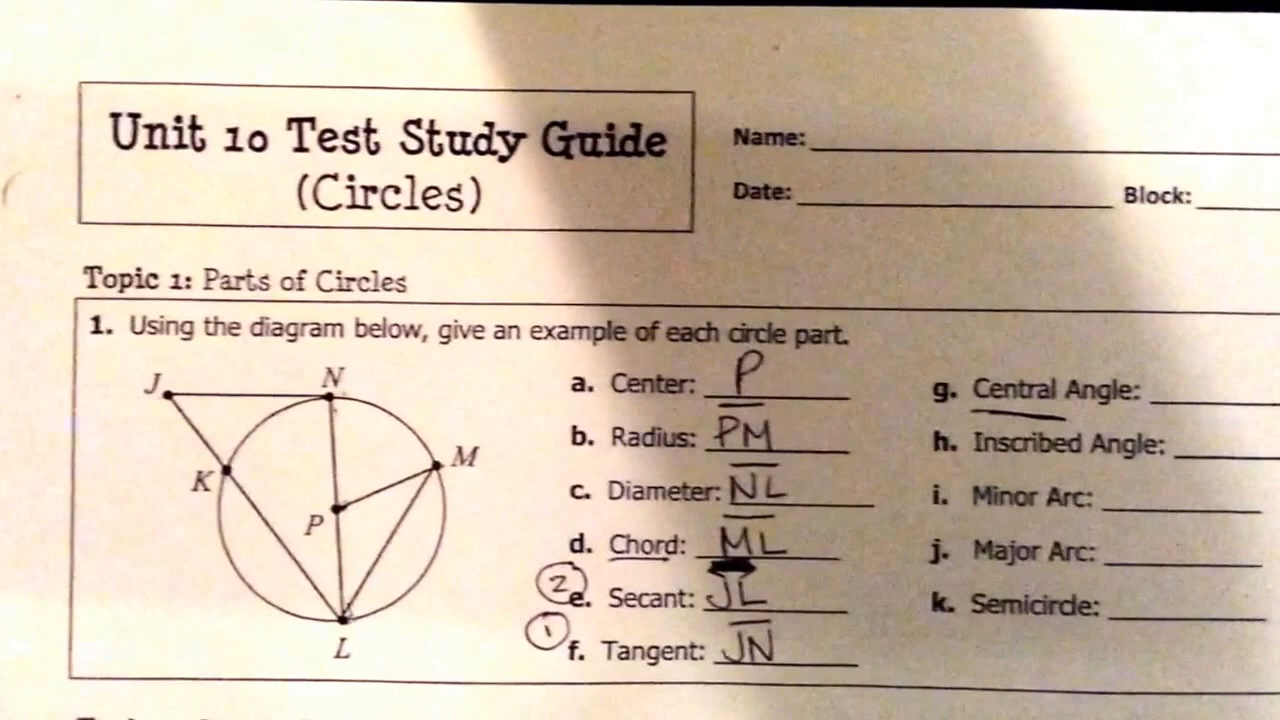 Unit 10 Test Study Guide
(Circles)
Name:
Date: Block:
Topic 1: Parts of Circles
1. Using the diagram below, give an example of each circle part.
J N M K P L
a. Center: P
b. Radius: PM
c. Diameter: NL
d. Chord: ML
2 e. Secant: JL
1 f. Tangent: JN
g. Central Angle:
h. Inscribed Angle:
i. Minor Arc:
j. Major Arc:
k. Semicircle: